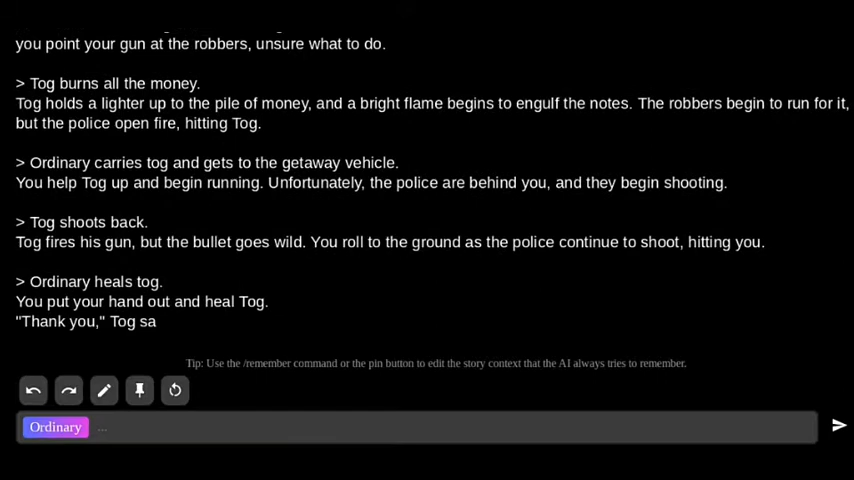 you point your gun at the robbers, unsure what to do.
> Tog burns all the money.
Tog holds a lighter up to the pile of money, and a bright flame begins to engulf the notes. The robbers begin to run for it,
but the police open fire, hitting Tog.
> Ordinary carries tog and gets to the getaway vehicle.
You help Tog up and begin running. Unfortunately, the police are behind you, and they begin shooting.
> Tog shoots back.
Tog fires his gun, but the bullet goes wild. You roll to the ground as the police continue to shoot, hitting you.
> Ordinary heals tog.
You put your hand out and heal Tog.
"Thank you," Tog sa
Tip: Use the /remember command or the pin button to edit the story context that the AI always tries to remember.
Ordinary ...